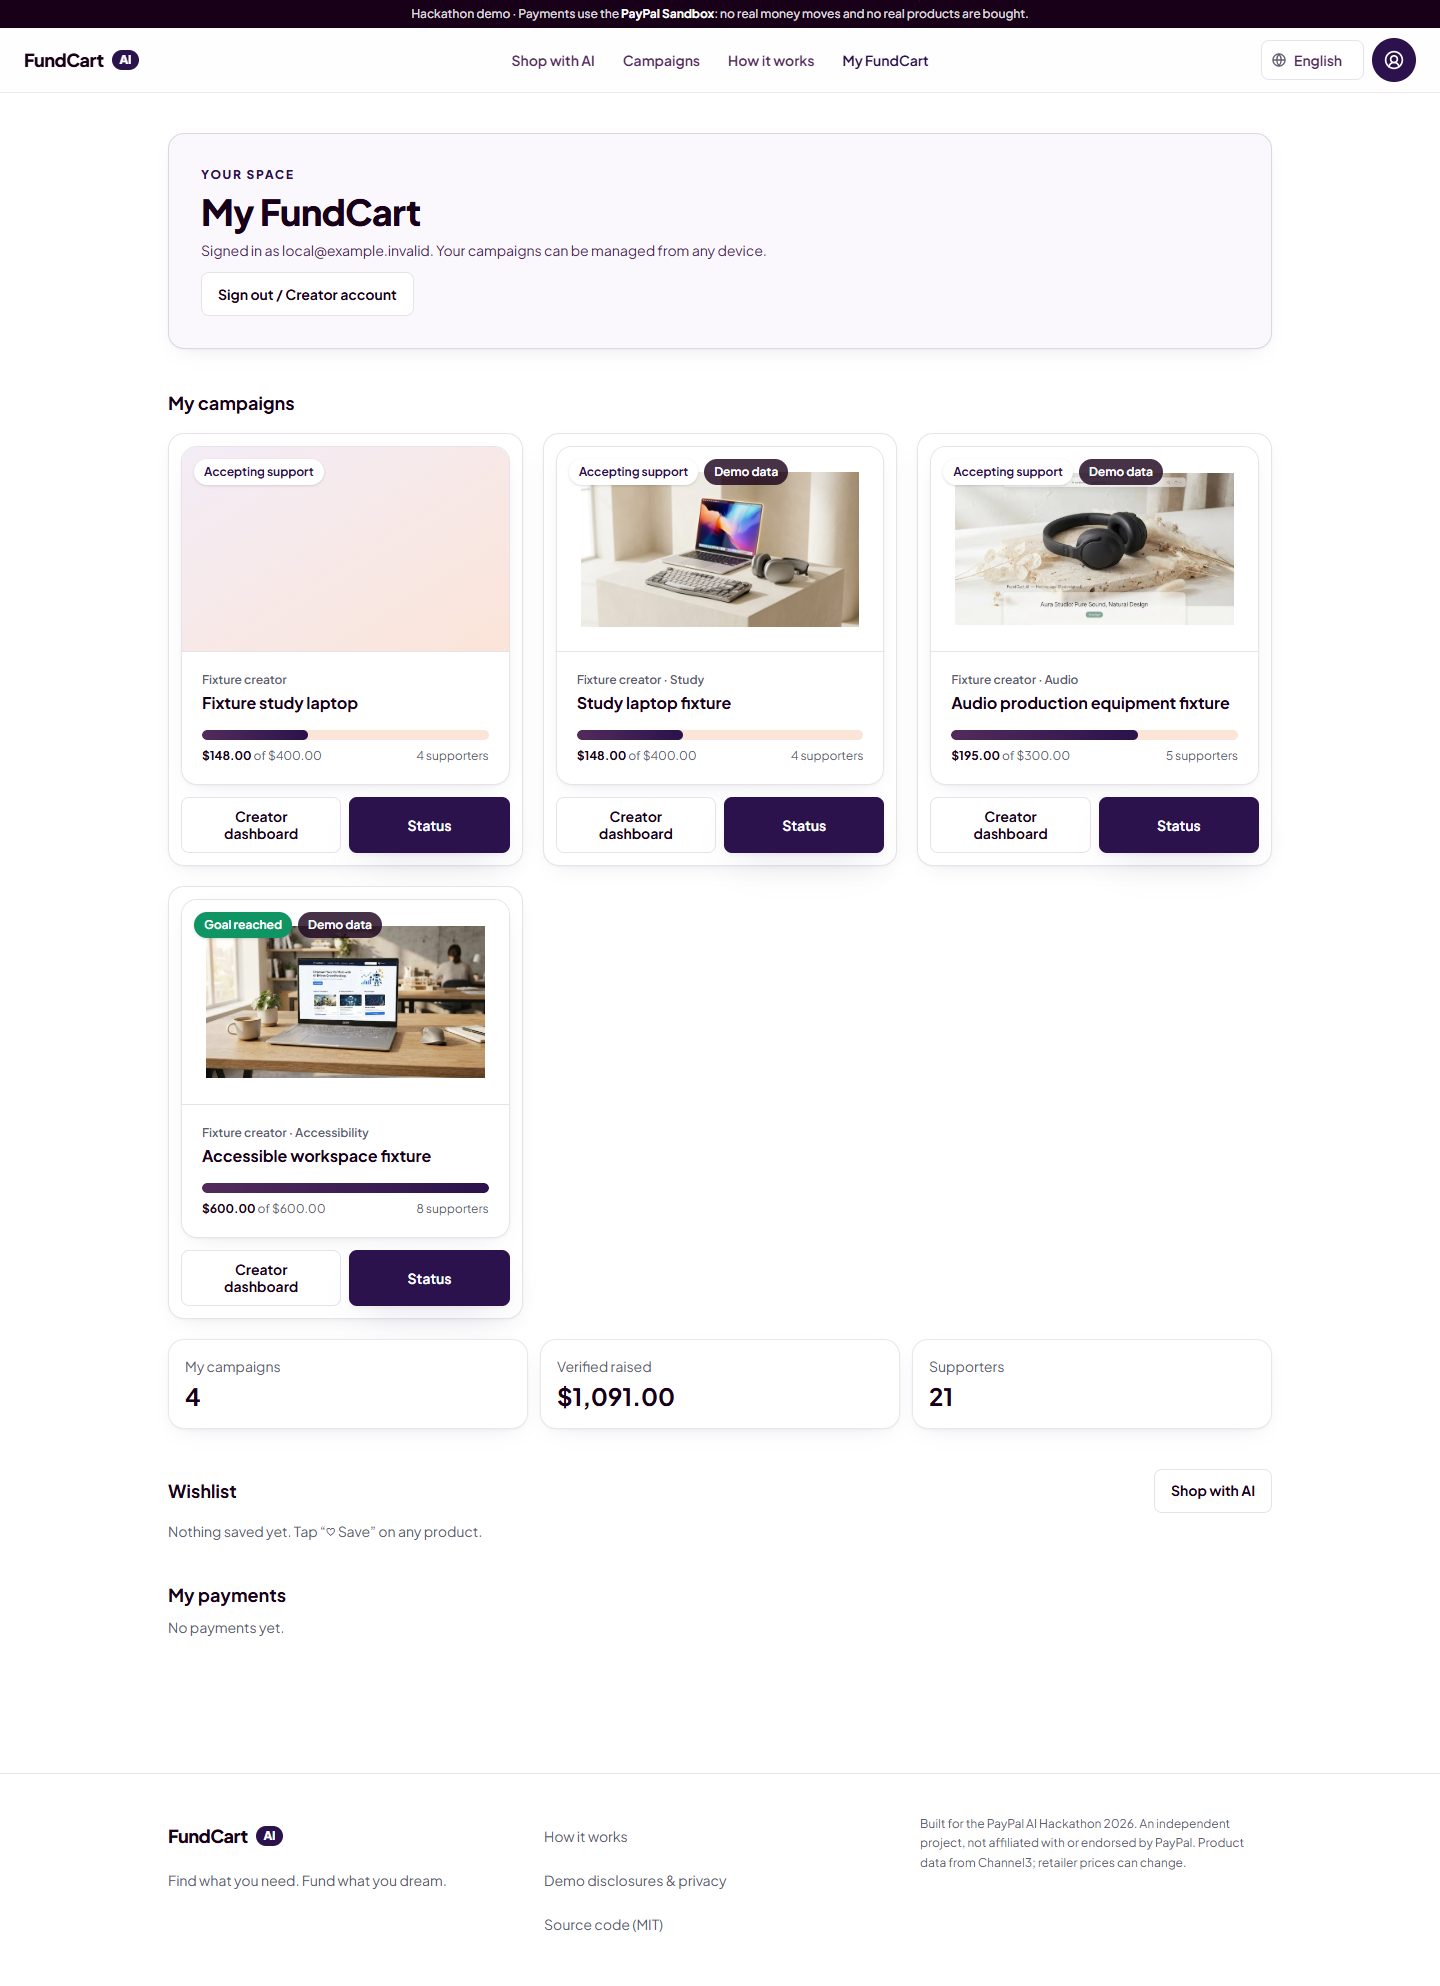 Hackathon demo · Payments use the PayPal Sandbox: no real money moves and no real products are bought.
FundCart AI
Shop with AI
Campaigns
How it works
My FundCart
English
YOUR SPACE
My FundCart
Signed in as local@example.invalid. Your campaigns can be managed from any device.
Sign out / Creator account
My campaigns
Accepting support
Fixture creator
Fixture study laptop
$148.00 of $400.00
4 supporters
Creator
dashboard
Status
Accepting support
Demo data
Fixture creator · Study
Study laptop fixture
$148.00 of $400.00
4 supporters
Creator
dashboard
Status
Accepting support
Demo data
Aura Studio: Pure Sound, Natural Design
Fixture creator · Audio
Audio production equipment fixture
$195.00 of $300.00
5 supporters
Creator
dashboard
Status
Goal reached
Demo data
Fixture creator · Accessibility
Accessible workspace fixture
$600.00 of $600.00
8 supporters
Creator
dashboard
Status
My campaigns
4
Verified raised
$1,091.00
Supporters
21
Wishlist
Shop with AI
Nothing saved yet. Tap “♡ Save” on any product.
My payments
No payments yet.
FundCart AI
Find what you need. Fund what you dream.
How it works
Demo disclosures & privacy
Source code (MIT)
Built for the PayPal AI Hackathon 2026. An independent
project, not affiliated with or endorsed by PayPal. Product
data from Channel3; retailer prices can change.